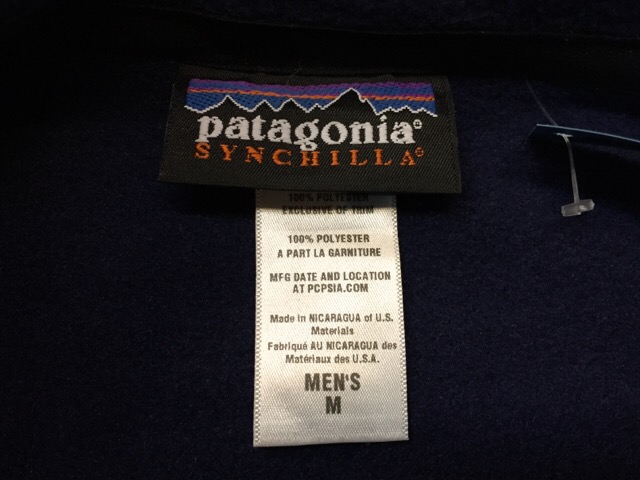 patagonia®
SYNCHILLA®
100% POLYESTER
EXCLUSIVE OF TRIM
100% POLYESTER
A PART LA GARNITURE
MFG DATE AND LOCATION
AT PCPSIA.COM
Made in NICARAGUA of U.S.
Materials
Fabriqué AU NICARAGUA des
Matériaux des U.S.A.
MEN'S
M